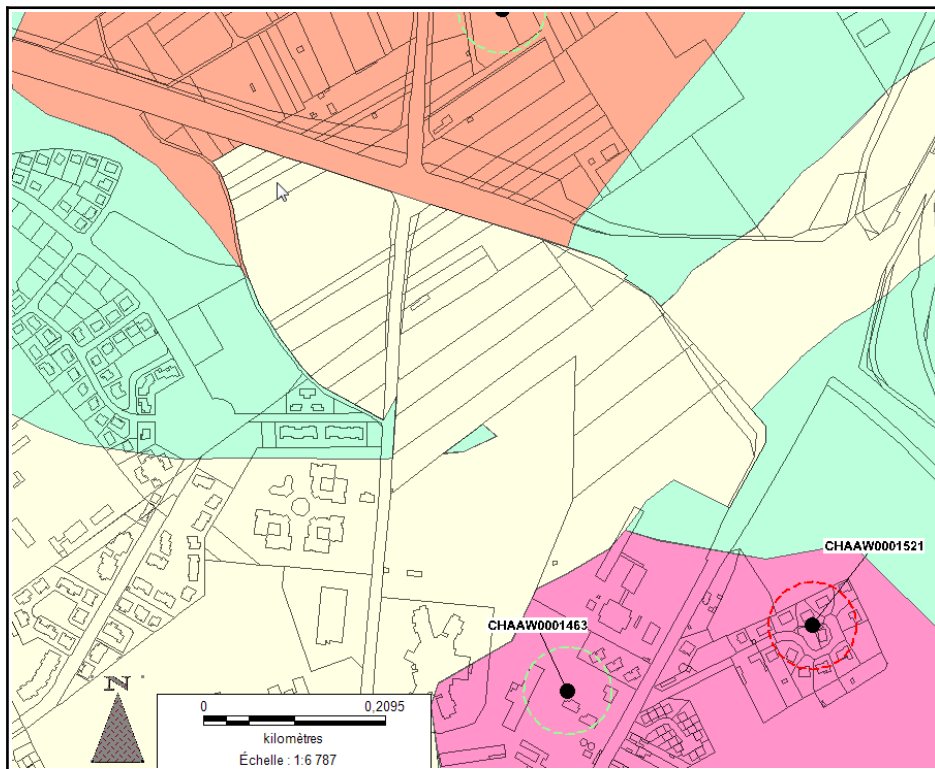 CHAAW0001521
CHAAW0001463
N
0 0,2095
kilomètres
Échelle : 1:6 787